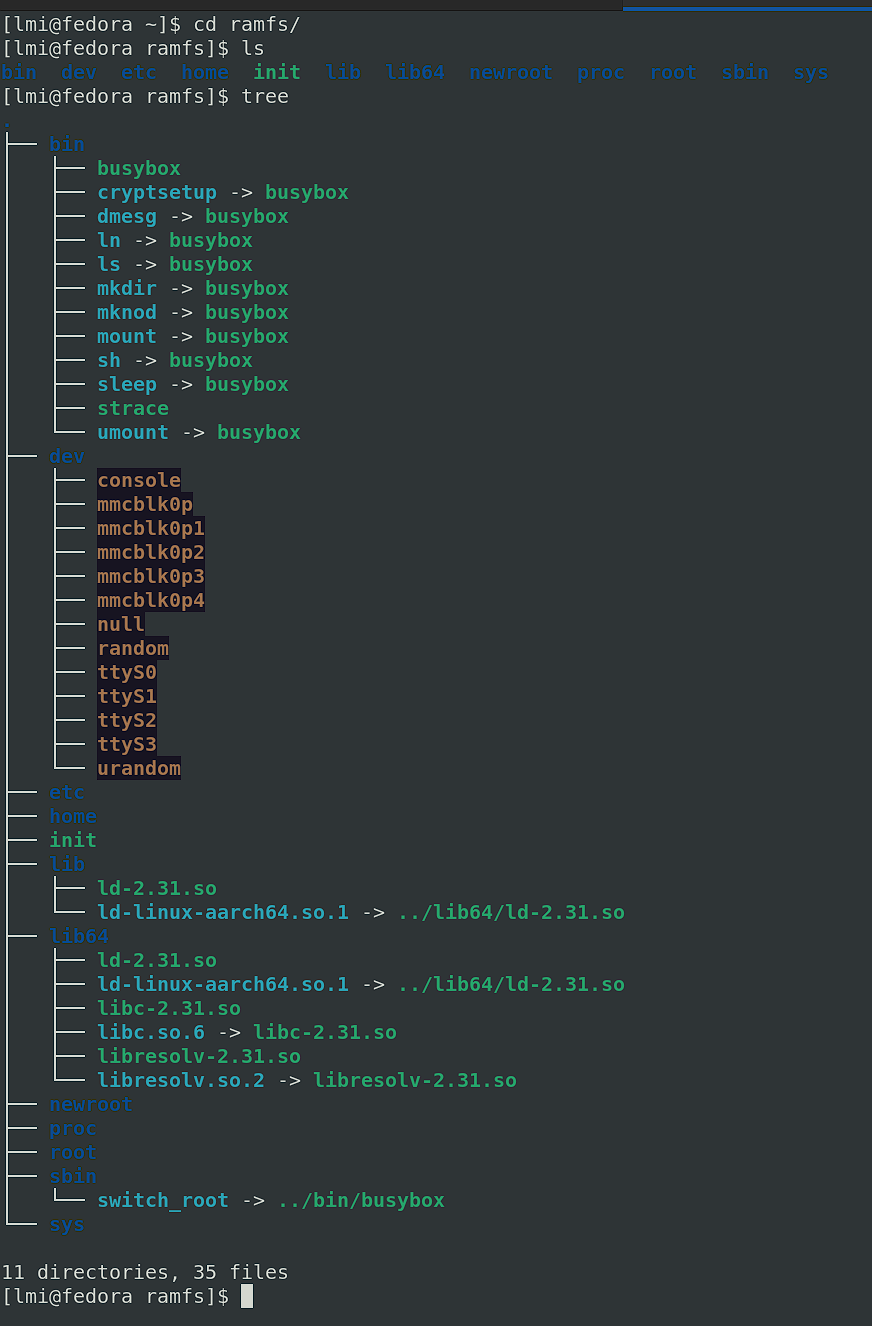 [lmi@fedora ~]$ cd ramfs/
[lmi@fedora ramfs]$ ls
bin  dev  etc  home  init  lib  lib64  newroot  proc  root  sbin  sys
[lmi@fedora ramfs]$ tree
.
├── bin
│   ├── busybox
│   ├── cryptsetup -> busybox
│   ├── dmesg -> busybox
│   ├── ln -> busybox
│   ├── ls -> busybox
│   ├── mkdir -> busybox
│   ├── mknod -> busybox
│   ├── mount -> busybox
│   ├── sh -> busybox
│   ├── sleep -> busybox
│   ├── strace
│   └── umount -> busybox
├── dev
│   ├── console
│   ├── mmcblk0p
│   ├── mmcblk0p1
│   ├── mmcblk0p2
│   ├── mmcblk0p3
│   ├── mmcblk0p4
│   ├── null
│   ├── random
│   ├── ttyS0
│   ├── ttyS1
│   ├── ttyS2
│   ├── ttyS3
│   └── urandom
├── etc
├── home
├── init
├── lib
│   ├── ld-2.31.so
│   └── ld-linux-aarch64.so.1 -> ../lib64/ld-2.31.so
├── lib64
│   ├── ld-2.31.so
│   ├── ld-linux-aarch64.so.1 -> ../lib64/ld-2.31.so
│   ├── libc-2.31.so
│   ├── libc.so.6 -> libc-2.31.so
│   ├── libresolv-2.31.so
│   └── libresolv.so.2 -> libresolv-2.31.so
├── newroot
├── proc
├── root
├── sbin
│   └── switch_root -> ../bin/busybox
└── sys

11 directories, 35 files
[lmi@fedora ramfs]$